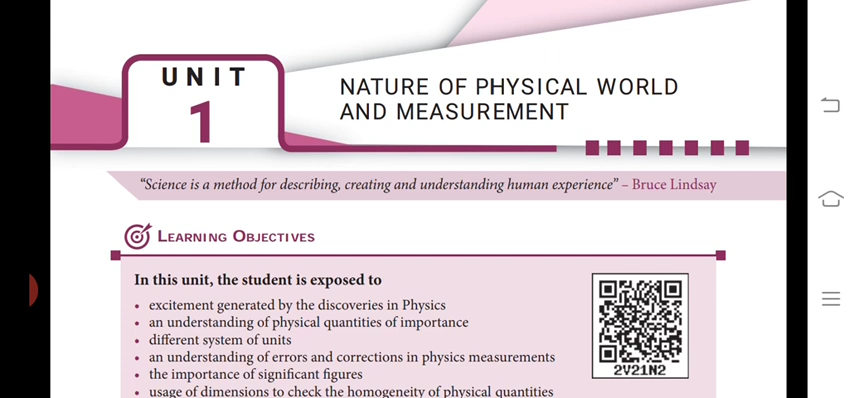 UNIT
1
NATURE OF PHYSICAL WORLD
AND MEASUREMENT
“Science is a method for describing, creating and understanding human experience” – Bruce Lindsay
LEARNING OBJECTIVES
In this unit, the student is exposed to
• excitement generated by the discoveries in Physics
• an understanding of physical quantities of importance
• different system of units
• an understanding of errors and corrections in physics measurements
• the importance of significant figures
• usage of dimensions to check the homogeneity of physical quantities
2V21N2